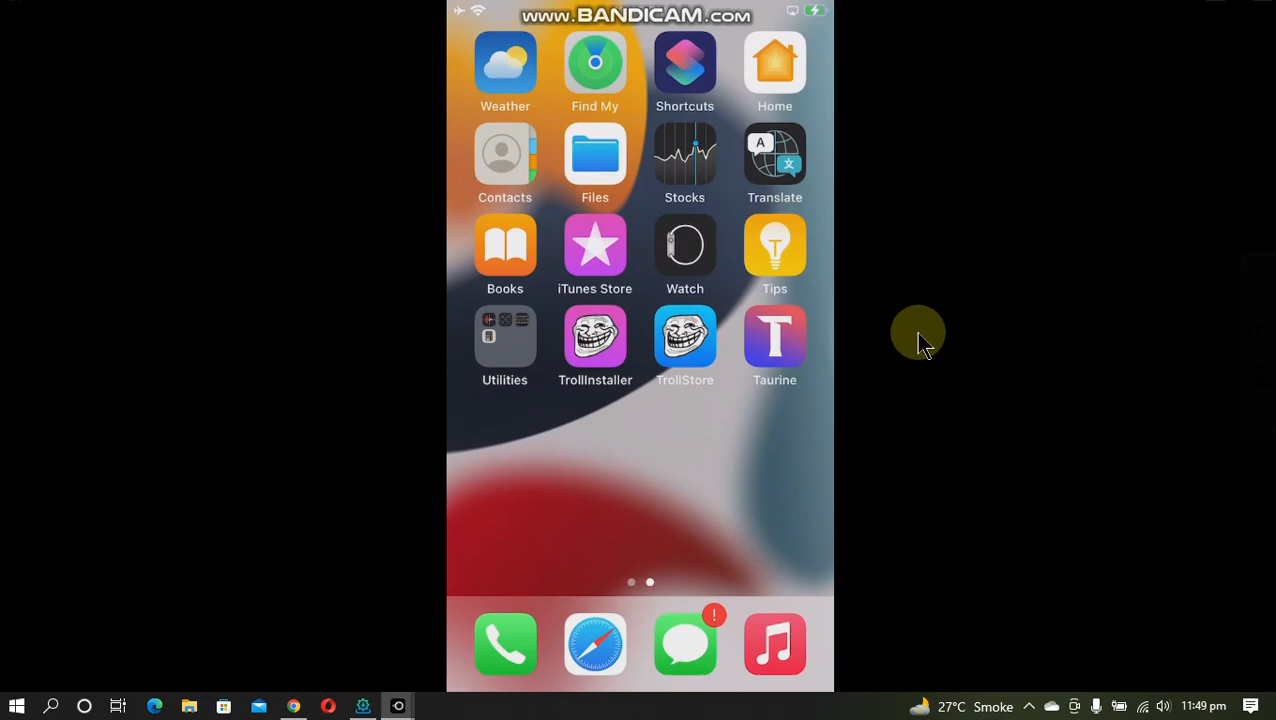 www.BANDICAM.com
Weather Find My Shortcuts Home
A 文
Contacts Files Stocks Translate
Books iTunes Store Watch Tips
T
Utilities TrollInstaller TrollStore Taurine
!
27°C Smoke 11:49 pm